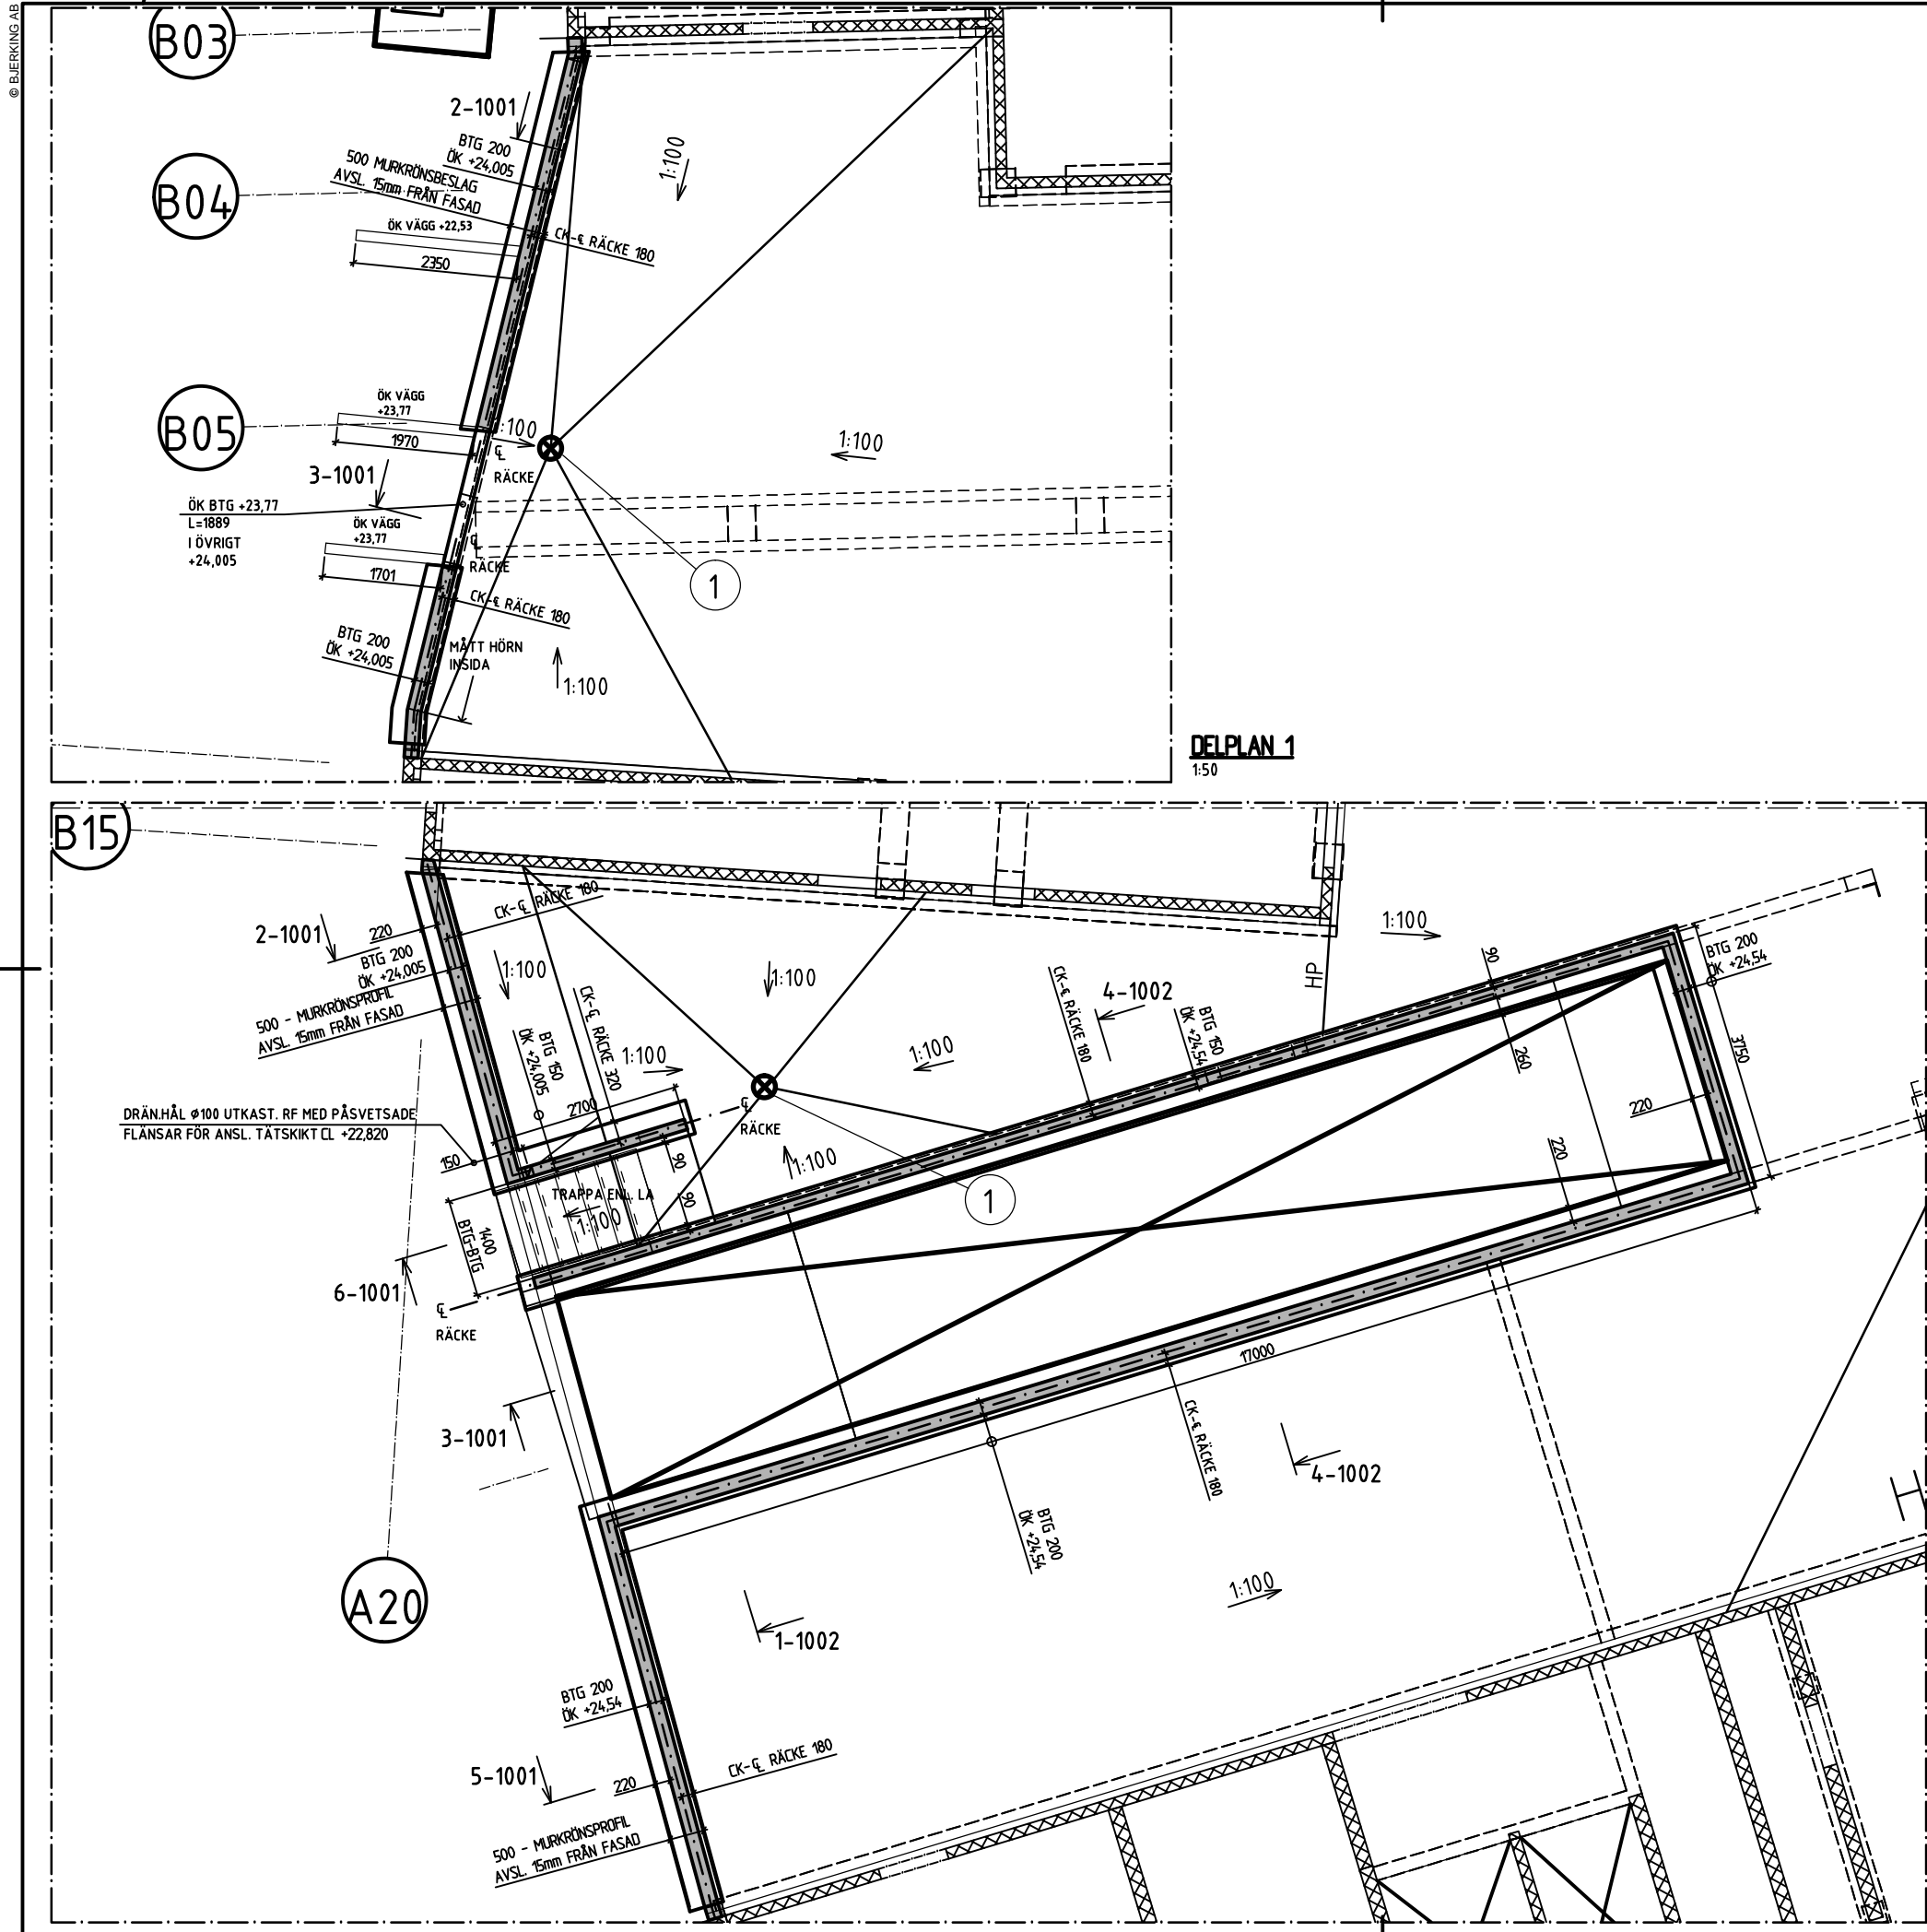 © BJERKING AB
B03
2-1001
BTG 200
ÖK +24,005
500 MURKRÖNSBESLAG
AVSL. 15mm FRÅN FASAD
B04
ÖK VÄGG +22,53
2350
CK-℄ RÄCKE 180
1:100
B05
ÖK VÄGG
+23,77
1970
:100
℄
RÄCKE
1:100
3-1001
ÖK BTG +23,77
L=1889
I ÖVRIGT
+24,005
ÖK VÄGG
+23,77
℄
RÄCKE
1701
CK-℄ RÄCKE 180
1
BTG 200
ÖK +24,005
MÅTT HÖRN
INSIDA
1:100
DELPLAN 1
1:50
B15
2-1001
220
BTG 200
ÖK +24,005
500 - MURKRÖNSPROFIL
AVSL. 15mm FRÅN FASAD
CK-℄ RÄCKE 180
1:100
1:100
1:100
HP
BTG 150
ÖK +24,005
CK-℄ RÄCKE 320
1:100
1:100
CK-℄ RÄCKE 180
4-1002
BTG 150
ÖK +24,54
90
260
BTG 200
ÖK +24,54
3750
220
220
DRÄN.HÅL ø100 UTKAST. RF MED PÅSVETSADE
FLÄNSAR FÖR ANSL. TÄTSKIKT CL +22,820
2700
℄
RÄCKE
150
90
90
TRAPPA ENL. LA
1:100
1:100
1
1400
BTG-BTG
6-1001
℄
RÄCKE
3-1001
17000
CK-℄ RÄCKE 180
4-1002
BTG 200
ÖK +24,54
A20
1:100
1-1002
BTG 200
ÖK +24,54
CK-℄ RÄCKE 180
5-1001
220
500 - MURKRÖNSPROFIL
AVSL. 15mm FRÅN FASAD